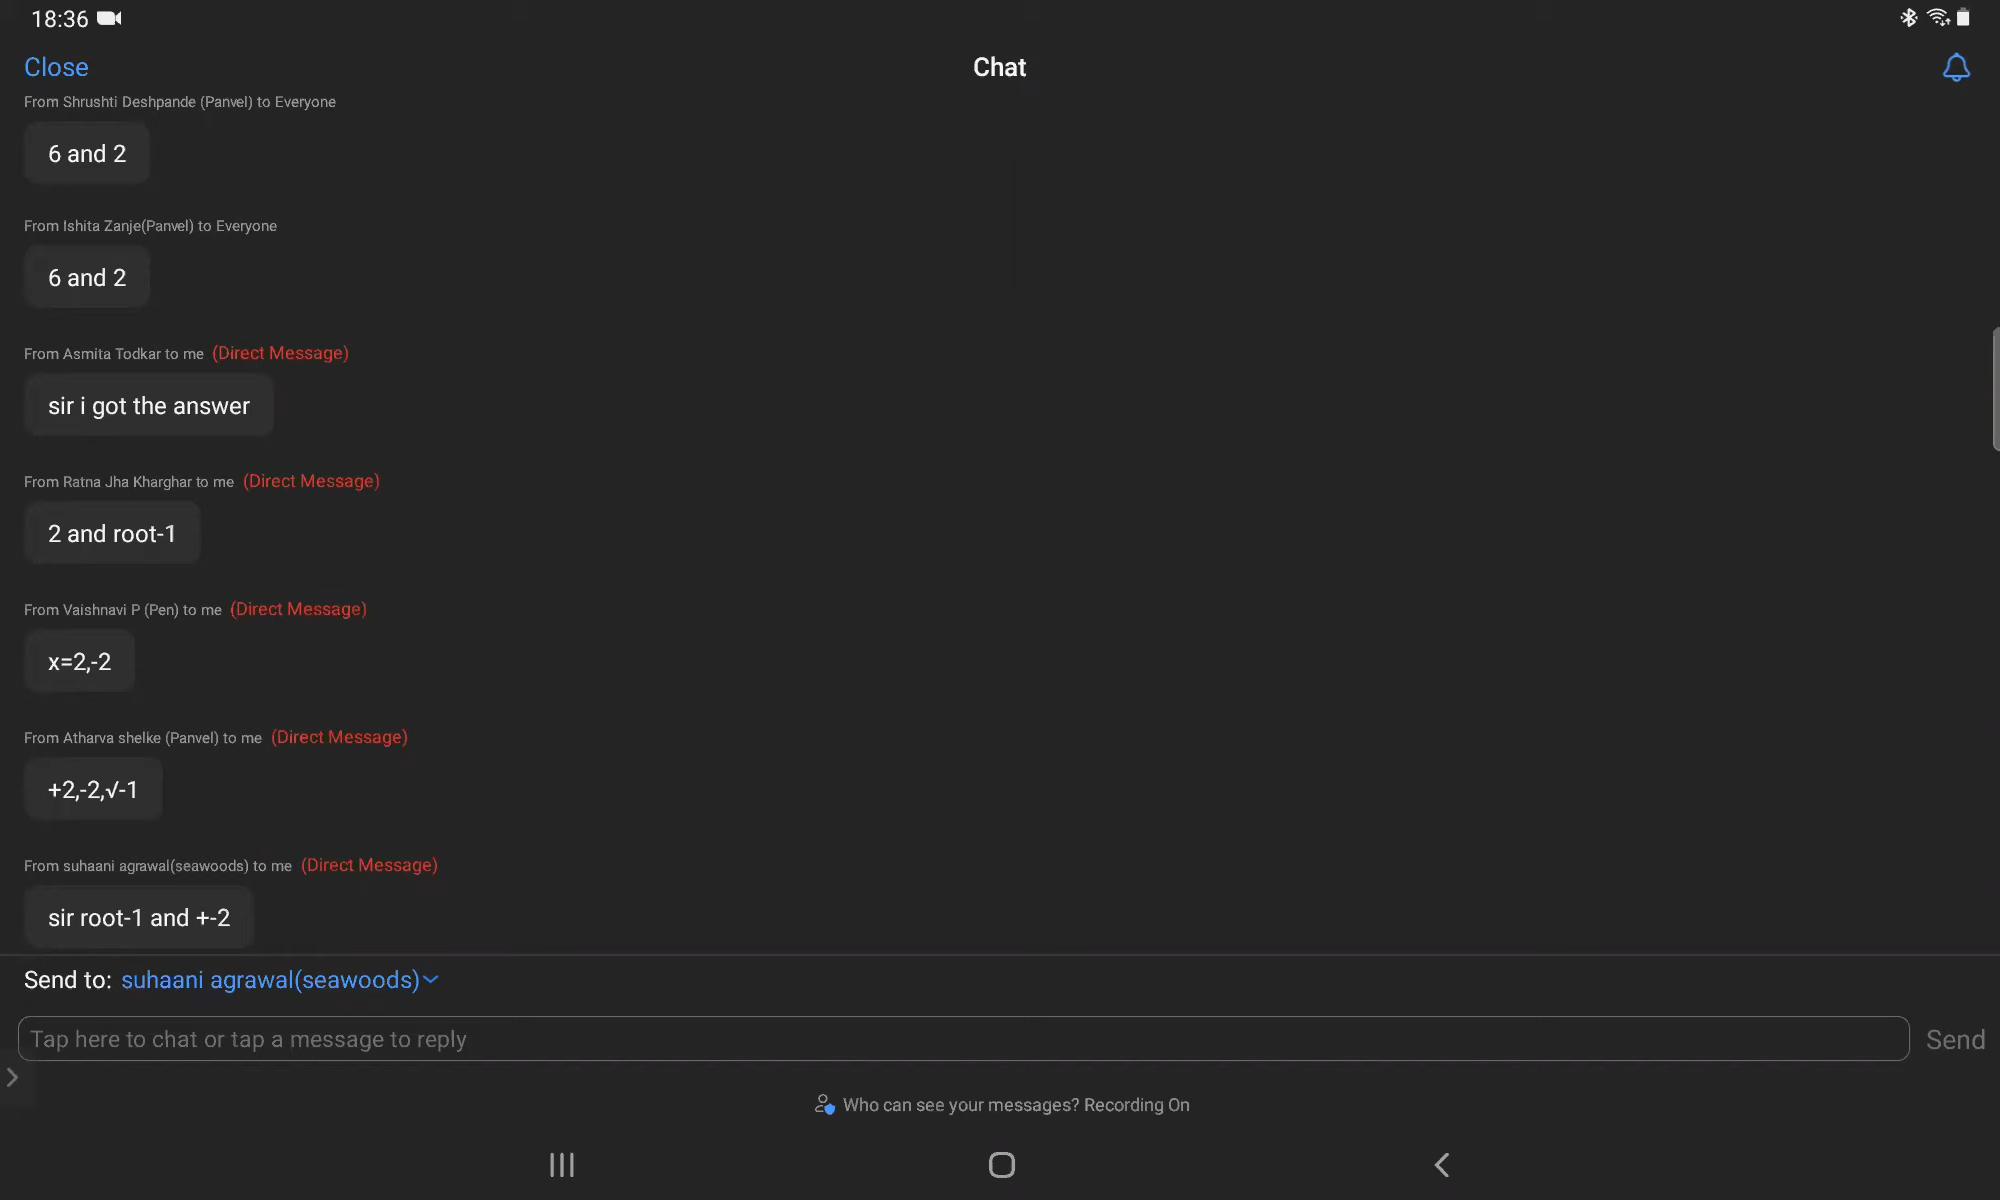 18:36
Close
Chat
From Shrushti Deshpande (Panvel) to Everyone
6 and 2
From Ishita Zanje(Panvel) to Everyone
6 and 2
From Asmita Todkar to me (Direct Message)
sir i got the answer
From Ratna Jha Kharghar to me (Direct Message)
2 and root-1
From Vaishnavi P (Pen) to me (Direct Message)
x=2,-2
From Atharva shelke (Panvel) to me (Direct Message)
+2,-2,√-1
From suhaani agrawal(seawoods) to me (Direct Message)
sir root-1 and +-2
Send to: suhaani agrawal(seawoods)
Tap here to chat or tap a message to reply
Send
Who can see your messages? Recording On